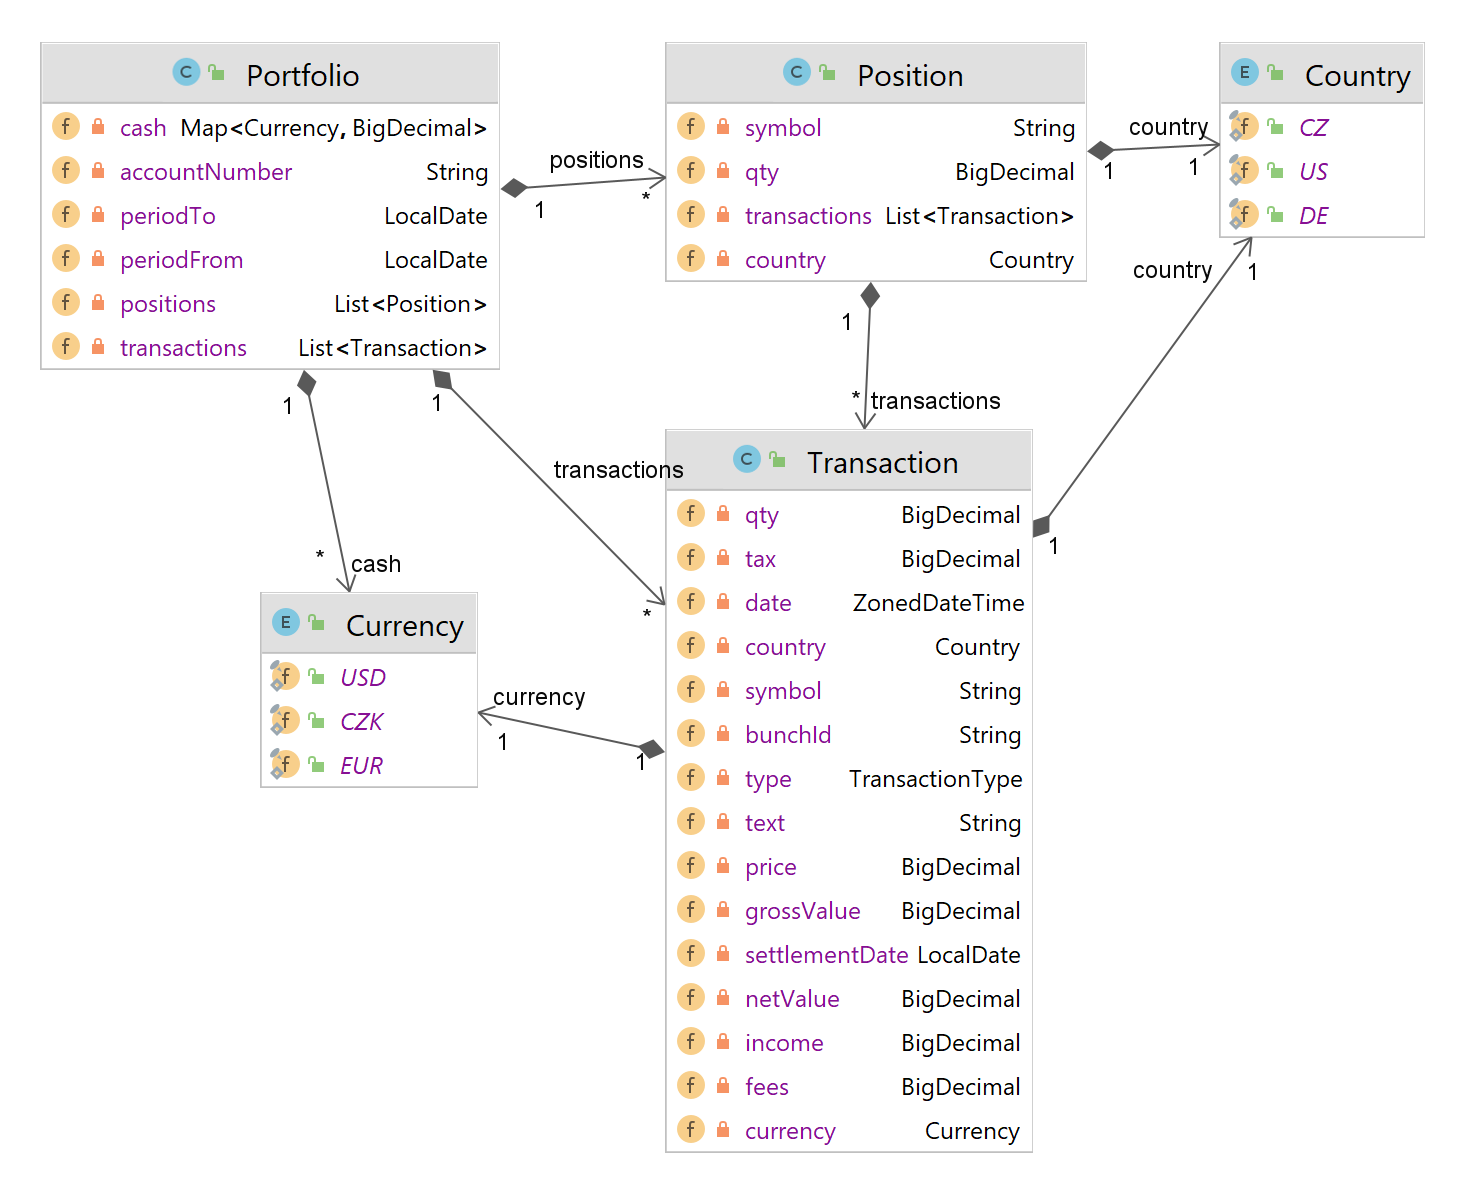 C Portfolio
f cash Map<Currency, BigDecimal>
f accountNumber String
f periodTo LocalDate
f periodFrom LocalDate
f positions List<Position>
f transactions List<Transaction>
positions
1
*
C Position
f symbol String
f qty BigDecimal
f transactions List<Transaction>
f country Country
country
1
1
E Country
f CZ
f US
f DE
country
1
1
1
* transactions
1
1
transactions
*
* cash
E Currency
f USD
f CZK
f EUR
currency
1
1
C Transaction
f qty BigDecimal
f tax BigDecimal
f date ZonedDateTime
f country Country
f symbol String
f bunchId String
f type TransactionType
f text String
f price BigDecimal
f grossValue BigDecimal
f settlementDate LocalDate
f netValue BigDecimal
f income BigDecimal
f fees BigDecimal
f currency Currency